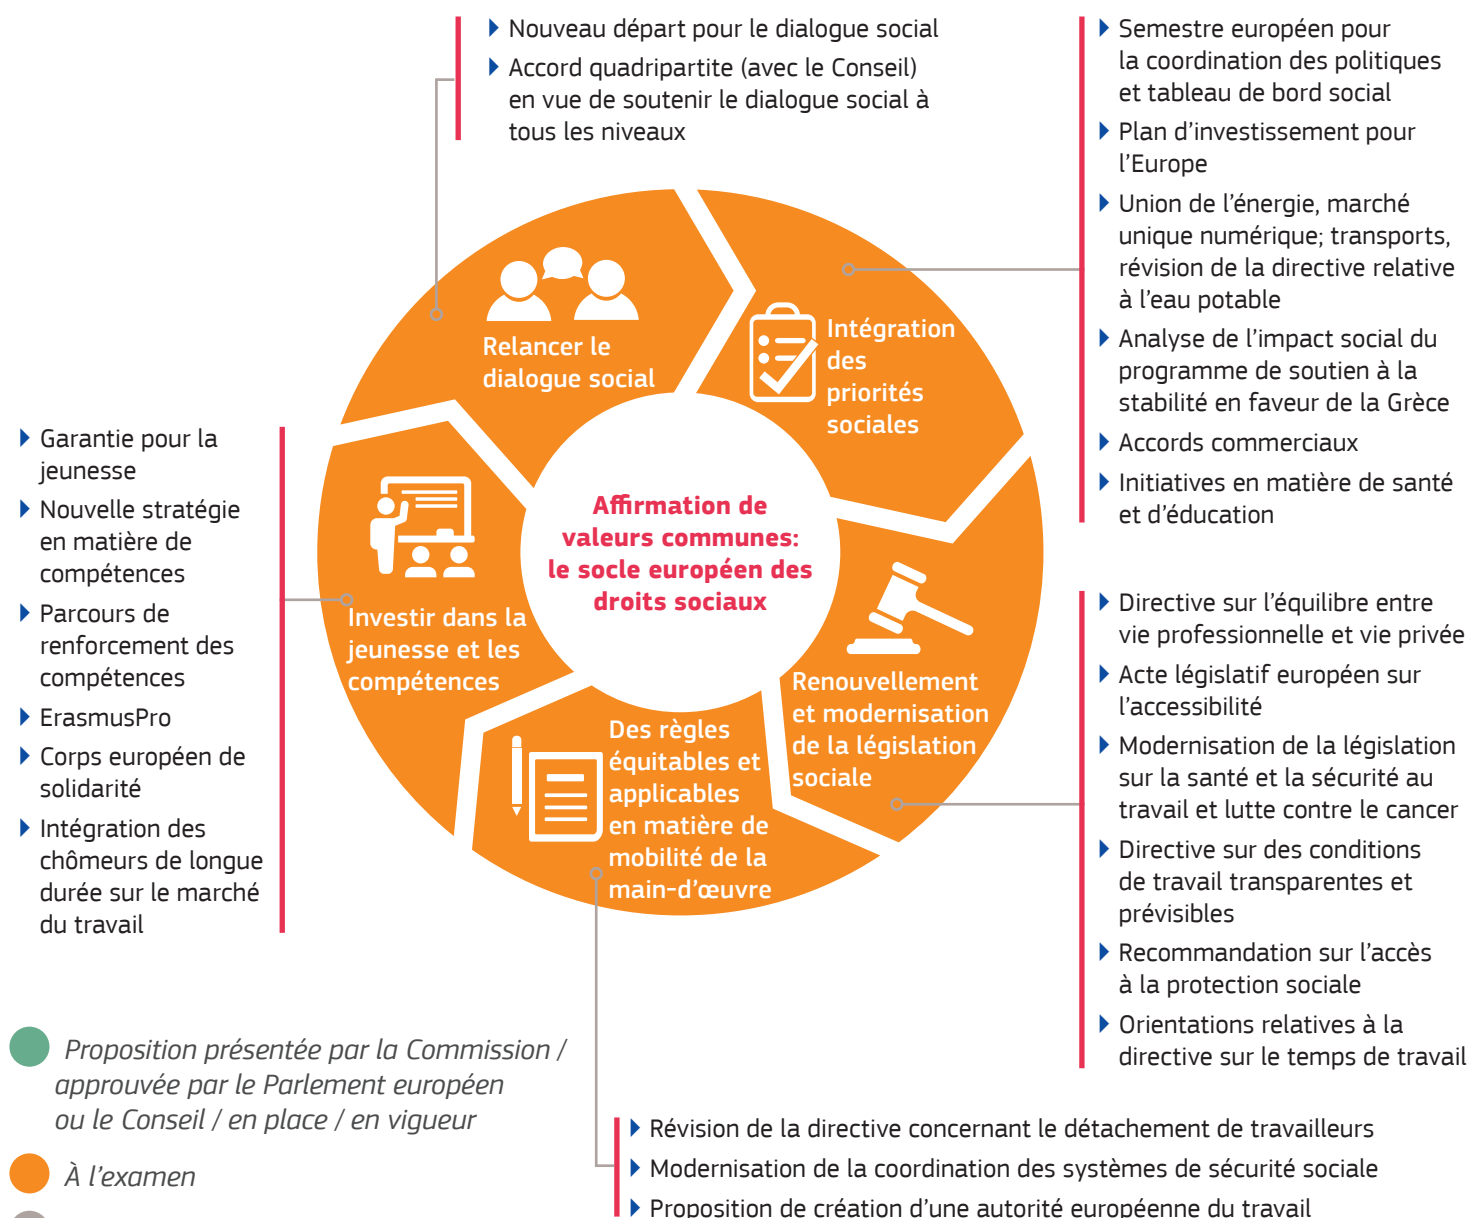 Nouveau départ pour le dialogue social
Accord quadripartite (avec le Conseil)
en vue de soutenir le dialogue social à
tous les niveaux
Semestre européen pour
la coordination des politiques
et tableau de bord social
Plan d’investissement pour
l’Europe
Union de l’énergie, marché
unique numérique; transports,
révision de la directive relative
à l’eau potable
Analyse de l’impact social du
programme de soutien à la
stabilité en faveur de la Grèce
Accords commerciaux
Initiatives en matière de santé
et d’éducation
Relancer le
dialogue social
Intégration
des
priorités
sociales
Garantie pour la
jeunesse
Nouvelle stratégie
en matière de
compétences
Parcours de
renforcement des
compétences
ErasmusPro
Corps européen de
solidarité
Intégration des
chômeurs de longue
durée sur le marché
du travail
Investir dans la
jeunesse et les
compétences
Affirmation de
valeurs communes:
le socle européen des
droits sociaux
Renouvellement
et modernisation
de la législation
sociale
Des règles
équitables et
applicables
en matière de
mobilité de la
main-d’œuvre
Directive sur l’équilibre entre
vie professionnelle et vie privée
Acte législatif européen sur
l’accessibilité
Modernisation de la législation
sur la santé et la sécurité au
travail et lutte contre le cancer
Directive sur des conditions
de travail transparentes et
prévisibles
Recommandation sur l’accès
à la protection sociale
Orientations relatives à la
directive sur le temps de travail
Proposition présentée par la Commission /
approuvée par le Parlement européen
ou le Conseil / en place / en vigueur
À l’examen
Révision de la directive concernant le détachement de travailleurs
Modernisation de la coordination des systèmes de sécurité sociale
Proposition de création d’une autorité européenne du travail